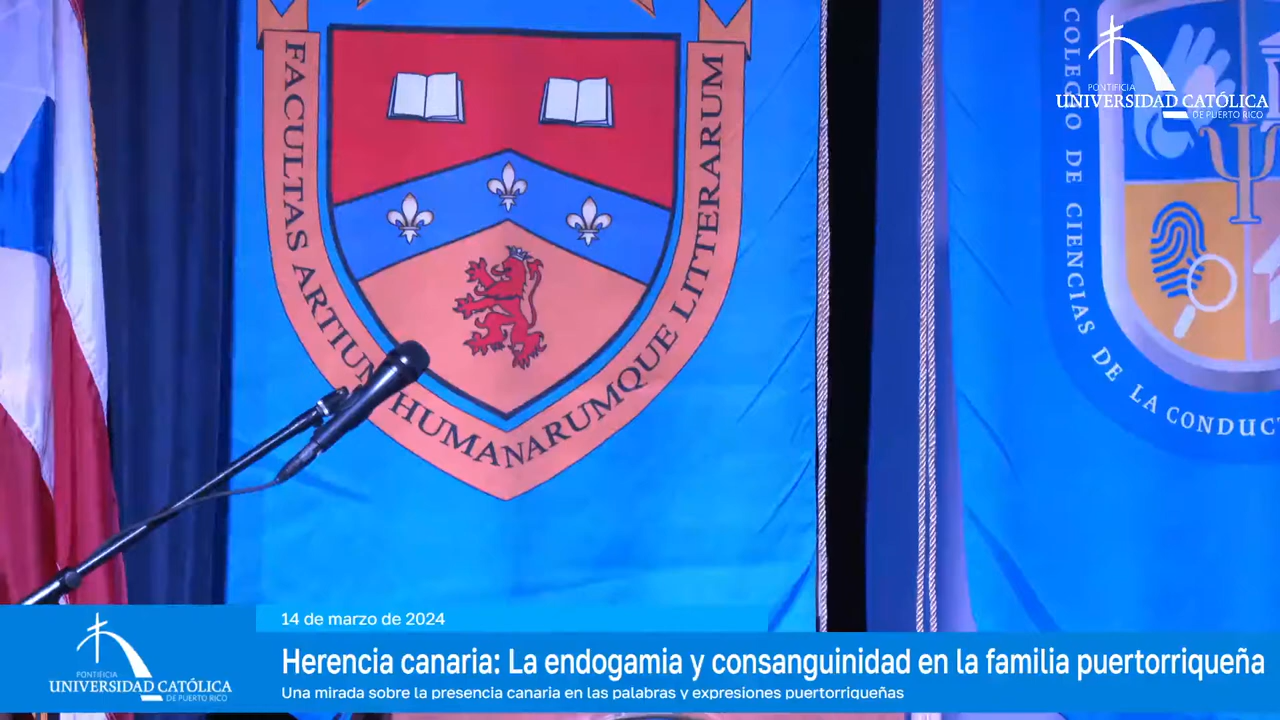 FACULTAS ARTIUM HUMANARUMQUE LITTERARUM
COLEGIO DE CIENCIAS DE LA CONDUCT
PONTIFICIA
UNIVERSIDAD CATÓLICA
DE PUERTO RICO
14 de marzo de 2024
Herencia canaria: La endogamia y consanguinidad en la familia puertorriqueña
Una mirada sobre la presencia canaria en las palabras y expresiones puertorriqueñas
PONTIFICIA
UNIVERSIDAD CATÓLICA
DE PUERTO RICO